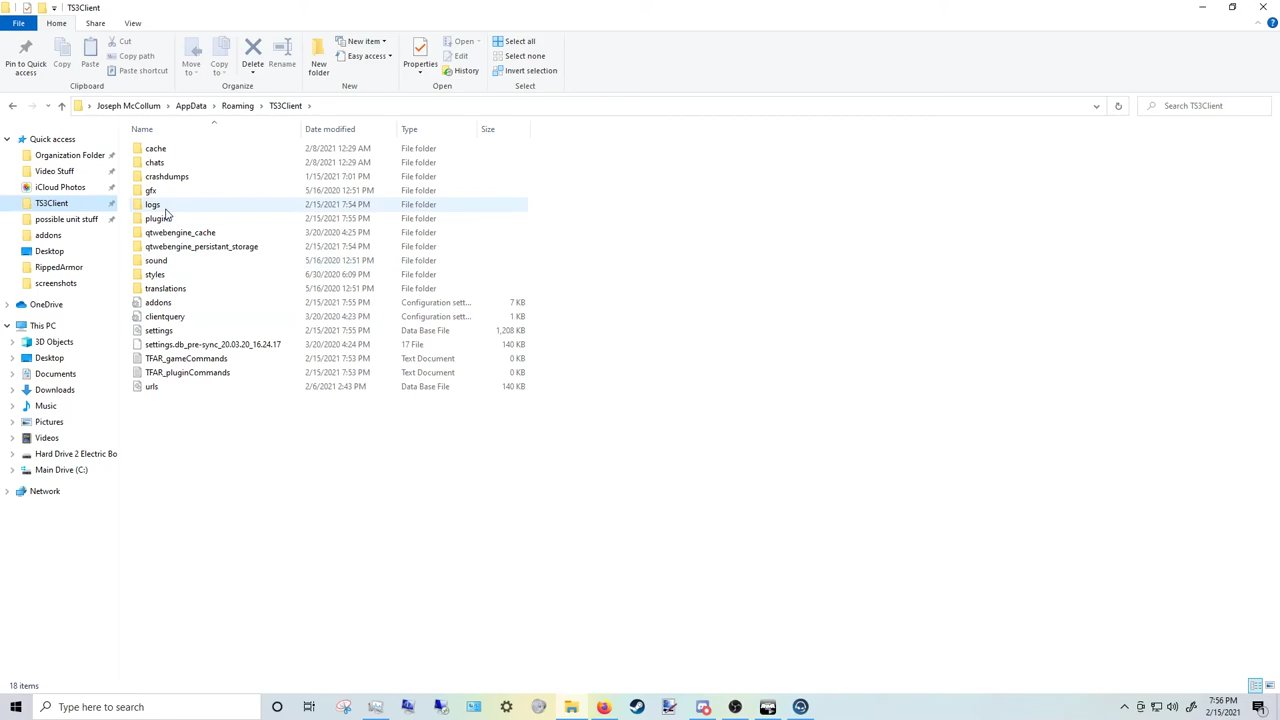 TS3Client
File Home Share View
Pin to Quick access
Copy
Paste
Cut
Copy path
Paste shortcut
Clipboard
Move to
Copy to
Delete
Rename
Organize
New folder
New item
Easy access
New
Properties
Open
Edit
History
Open
Select all
Select none
Invert selection
Select
Joseph McCollum AppData Roaming TS3Client
Search TS3Client
Name Date modified Type Size
Quick access
Organization Folder
Video Stuff
iCloud Photos
TS3Client
possible unit stuff
addons
Desktop
RippedArmor
screenshots
OneDrive
This PC
3D Objects
Desktop
Documents
Downloads
Music
Pictures
Videos
Hard Drive 2 Electric Bo
Main Drive (C:)
Network
cache 2/8/2021 12:29 AM File folder
chats 2/8/2021 12:29 AM File folder
crashdumps 1/15/2021 7:01 PM File folder
gfx 5/16/2020 12:51 PM File folder
logs 2/15/2021 7:54 PM File folder
plugins 2/15/2021 7:55 PM File folder
qtwebengine_cache 3/20/2020 4:25 PM File folder
qtwebengine_persistant_storage 2/15/2021 7:54 PM File folder
sound 5/16/2020 12:51 PM File folder
styles 6/30/2020 6:09 PM File folder
translations 5/16/2020 12:51 PM File folder
addons 2/15/2021 7:55 PM Configuration sett... 7 KB
clientquery 3/20/2020 4:23 PM Configuration sett... 1 KB
settings 2/15/2021 7:55 PM Data Base File 1,208 KB
settings.db_pre-sync_20.03.20_16.24.17 3/20/2020 4:24 PM 17 File 140 KB
TFAR_gameCommands 2/15/2021 7:53 PM Text Document 0 KB
TFAR_pluginCommands 2/15/2021 7:53 PM Text Document 0 KB
urls 2/6/2021 2:43 PM Data Base File 140 KB
18 items
Type here to search
7:56 PM
2/15/2021